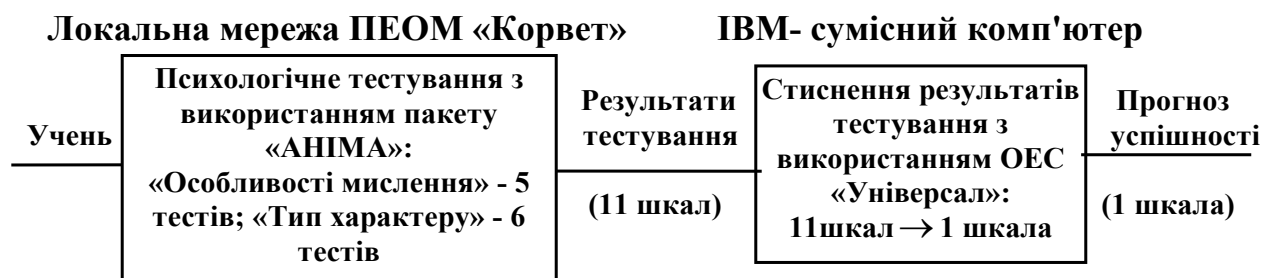 Локальна мережа ПЕОМ «Корвет»
IBM- сумісний комп'ютер
Учень
Психологічне тестування з
використанням пакету
«АНІМА»:
«Особливості мислення» - 5
тестів; «Тип характеру» - 6
тестів
Результати
тестування
(11 шкал)
Стиснення результатів
тестування з
використанням ОЕС
«Універсал»:
11шкал → 1 шкала
Прогноз
успішності
(1 шкала)